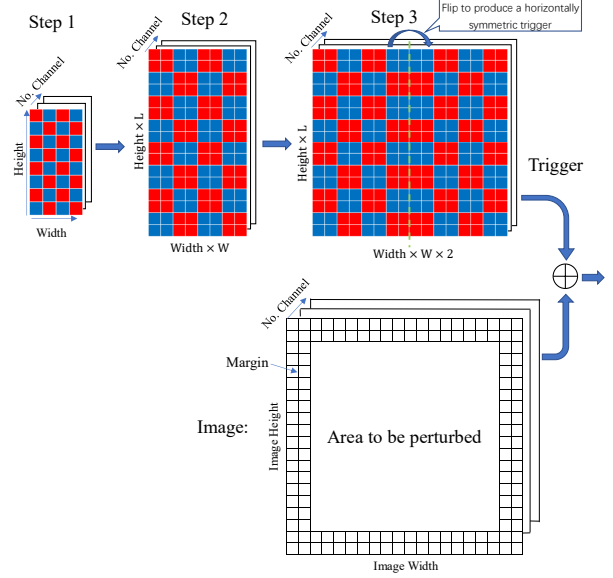 Step 1
Step 2
Step 3
Flip to produce a horizontally
symmetric trigger
No. Channel
No. Channel
No. Channel
Height
Height × L
Height × L
Width
Width × W
Width × W × 2
Trigger
No. Channel
Margin
Image:
Image Height
Area to be perturbed
Image Width